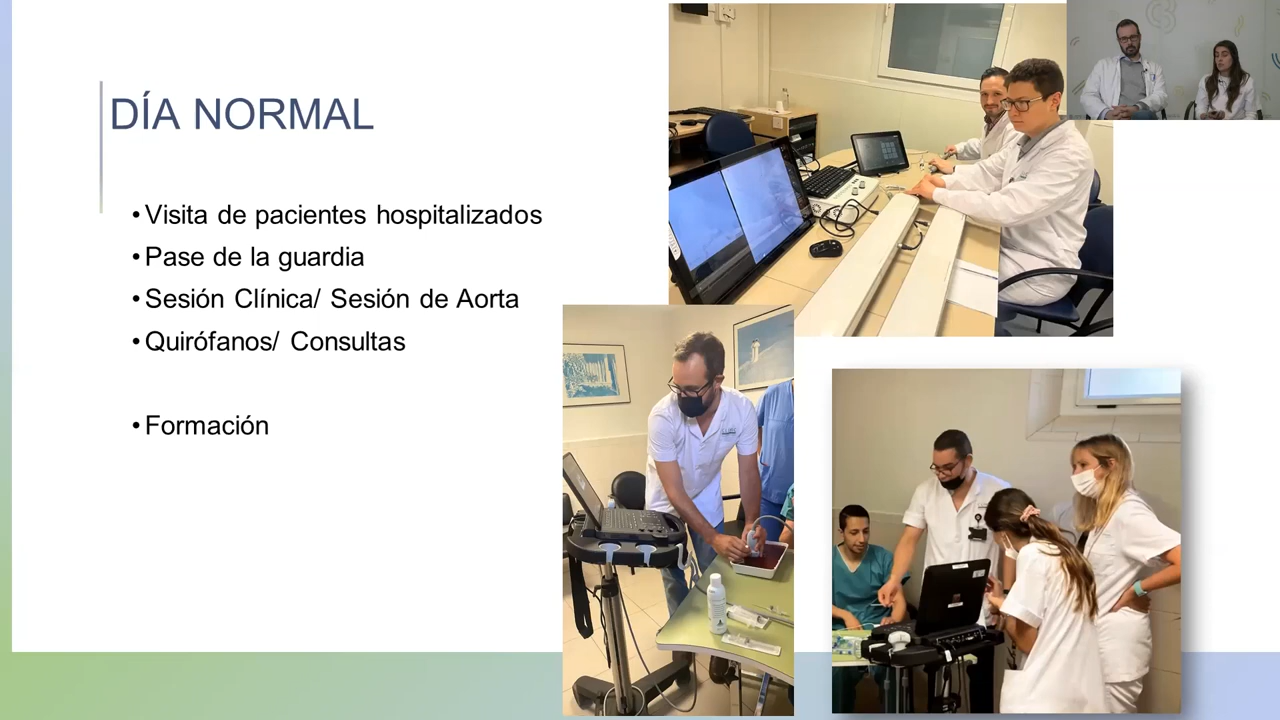 DÍA NORMAL
•Visita de pacientes hospitalizados
•Pase de la guardia
•Sesión Clínica/ Sesión de Aorta
•Quirófanos/ Consultas
•Formación